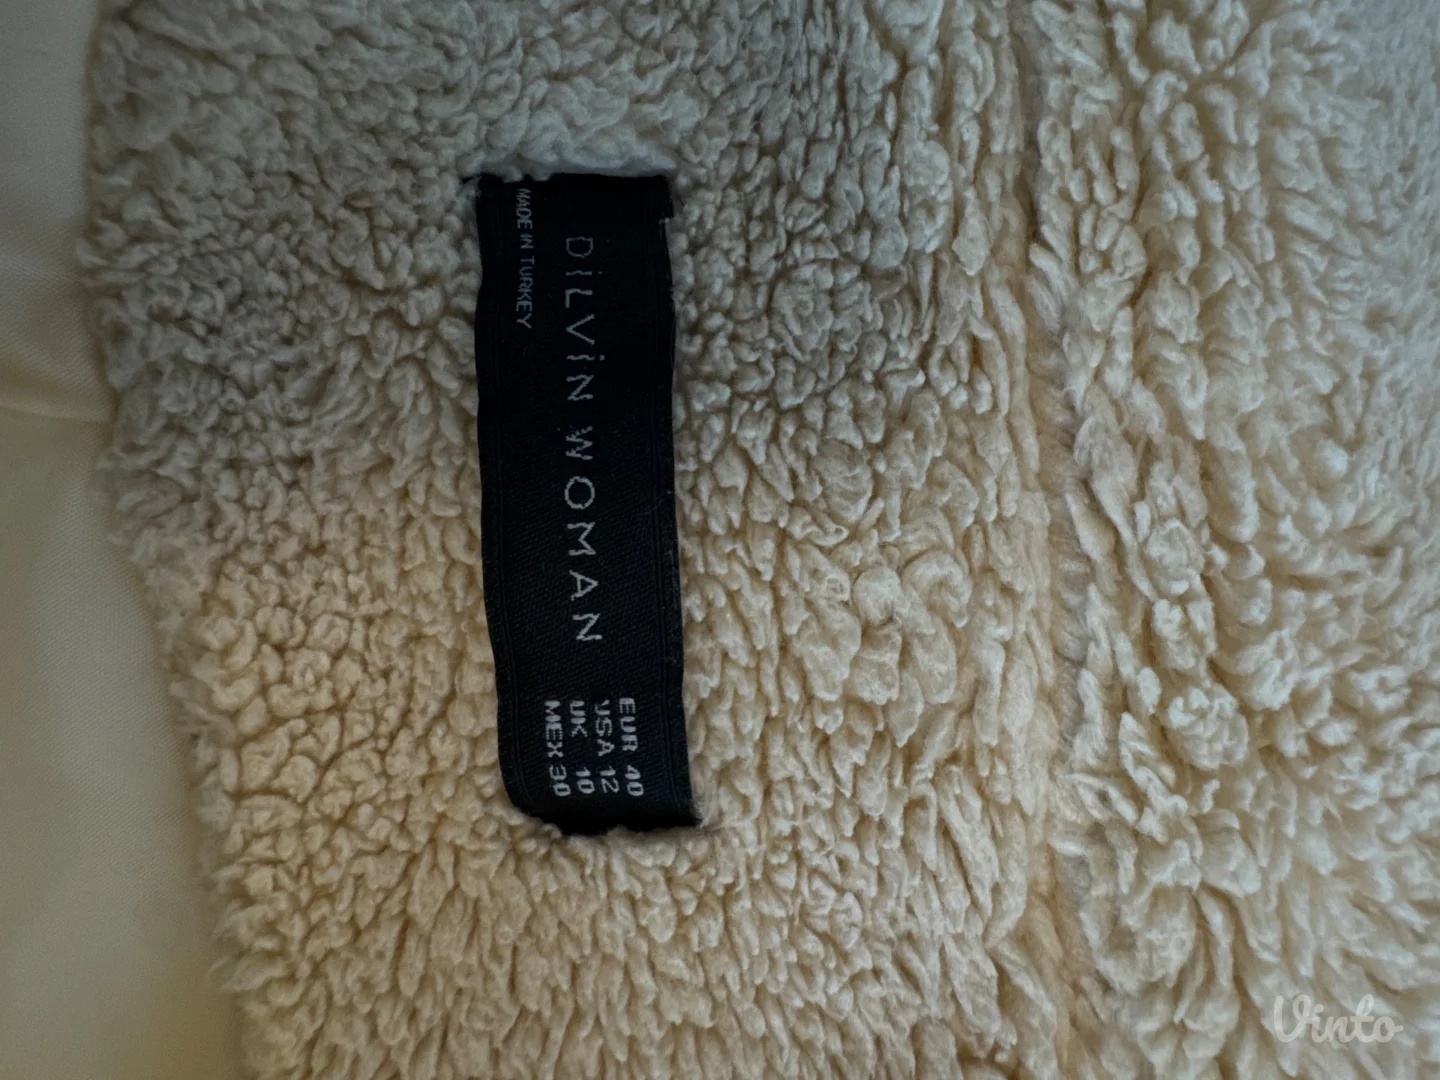 DİLVİN WOMAN
MADE IN TURKEY
EUR 40
USA 12
UK 10
MEX 30
Vinto